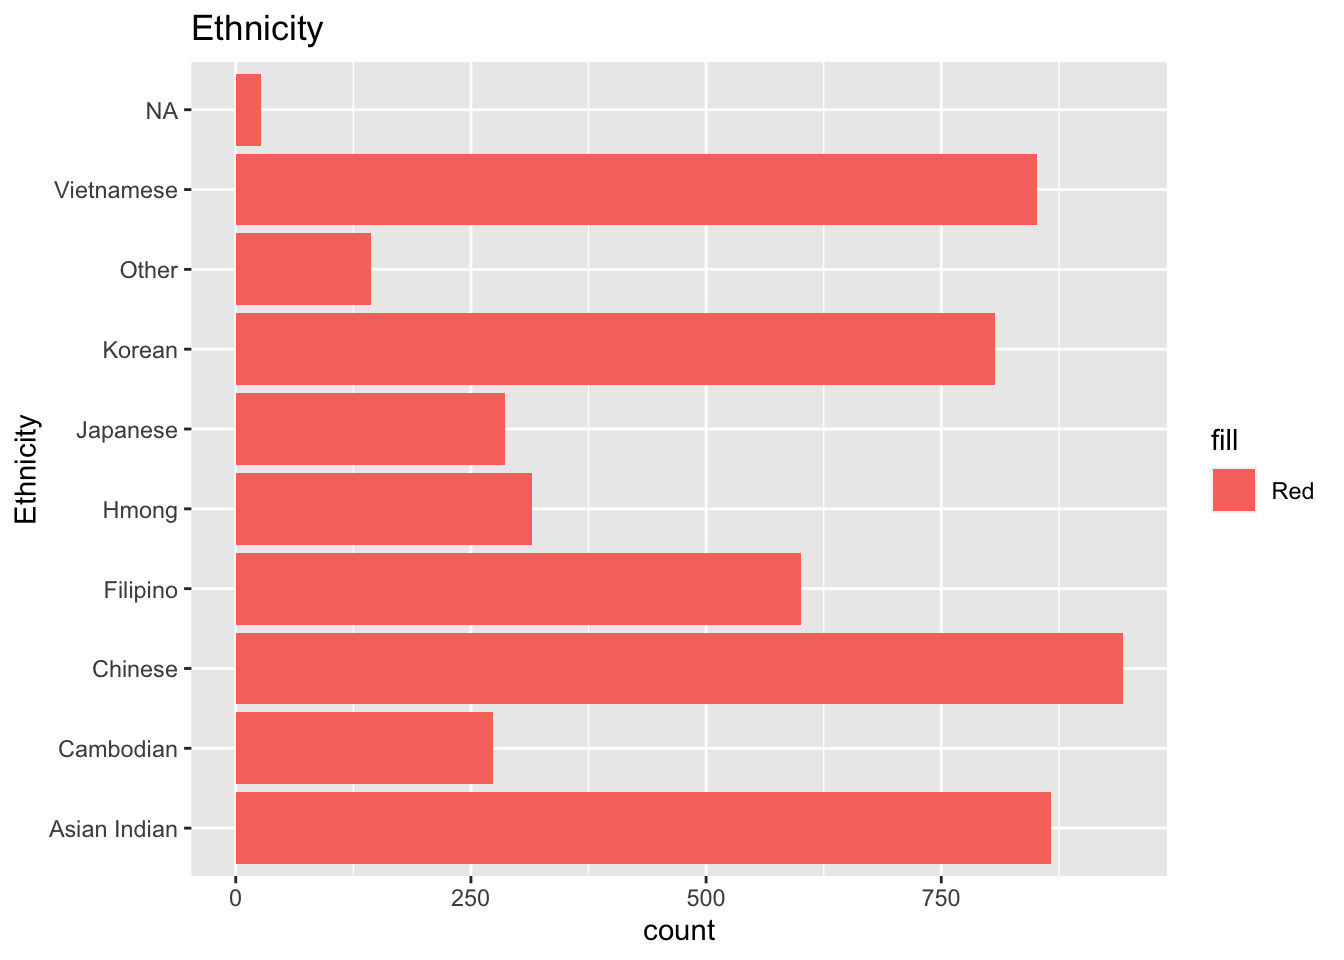 Ethnicity
NA
Vietnamese
Other
Korean
Japanese
Hmong
Filipino
Chinese
Cambodian
Asian Indian
Ethnicity
0 250 500 750
count
fill
Red